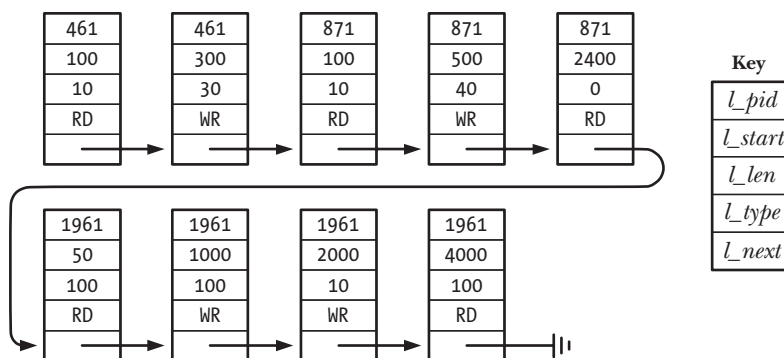 461 461 871 871 871
100 300 100 500 2400
10 30 10 40 0
RD WR RD WR RD
Key
l_pid
l_start
l_len
l_type
l_next
1961 1961 1961 1961
50 1000 2000 4000
100 100 10 100
RD WR WR RD